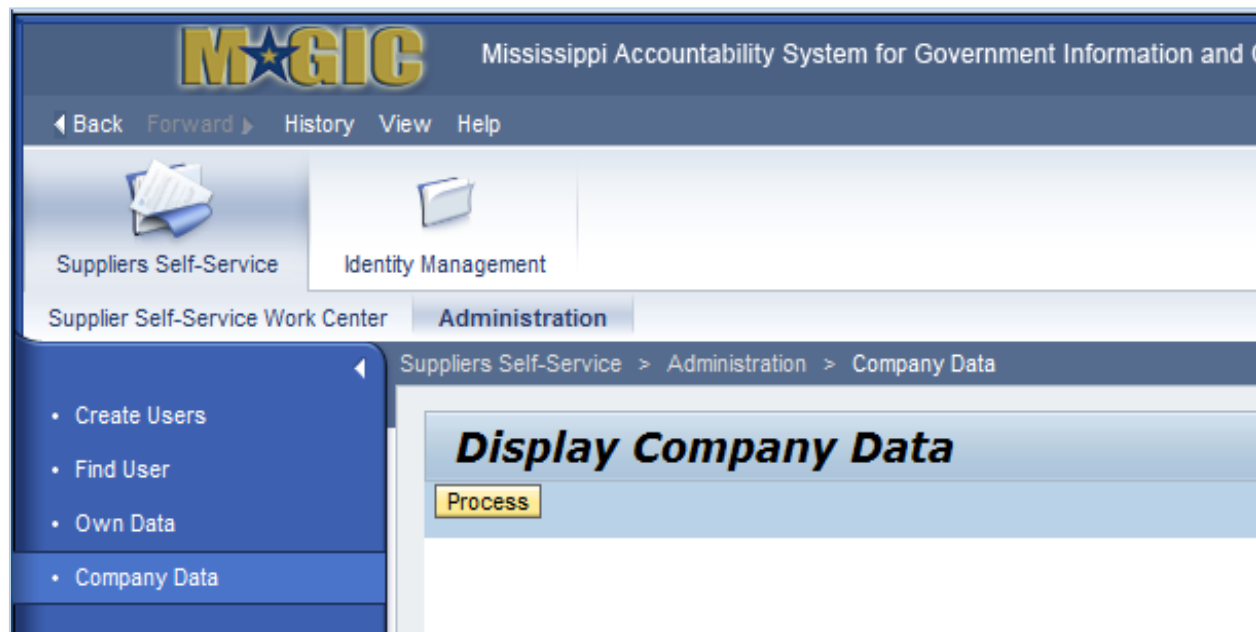 MAGIC Mississippi Accountability System for Government Information and
Back Forward History View Help
Suppliers Self-Service Identity Management
Supplier Self-Service Work Center Administration
Suppliers Self-Service > Administration > Company Data
• Create Users
• Find User
• Own Data
• Company Data
Display Company Data
Process